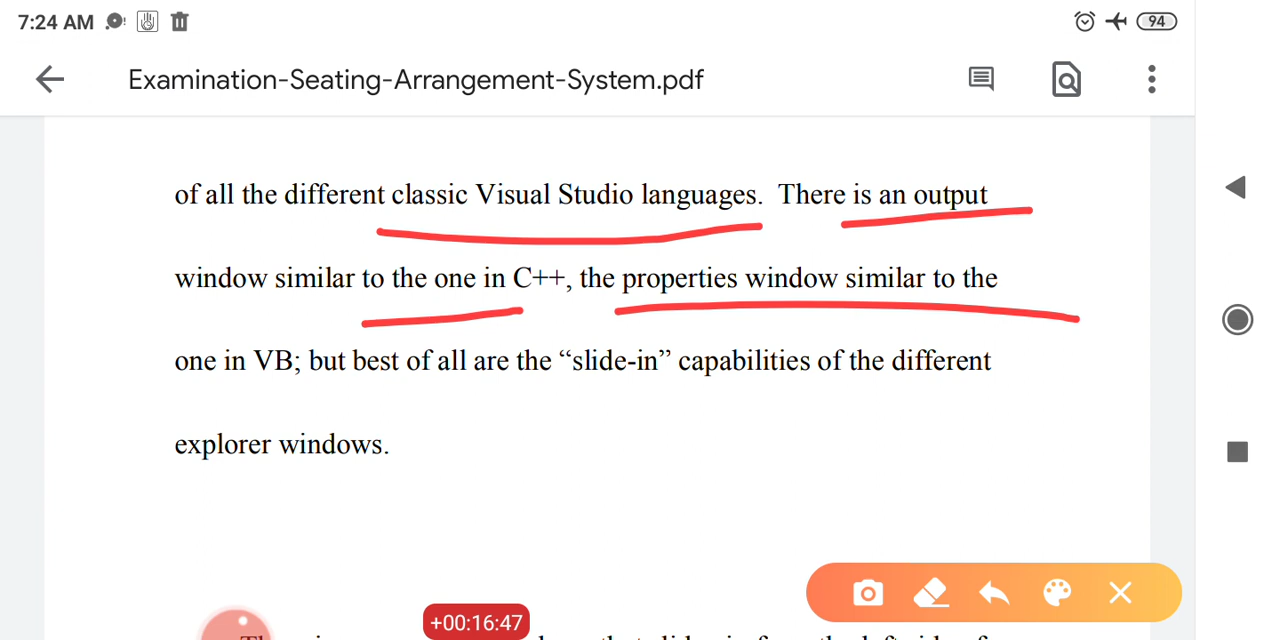 7:24 AM
94
Examination-Seating-Arrangement-System.pdf
of all the different classic Visual Studio languages. There is an output
window similar to the one in C++, the properties window similar to the
one in VB; but best of all are the “slide-in” capabilities of the different
explorer windows.
+00:16:47